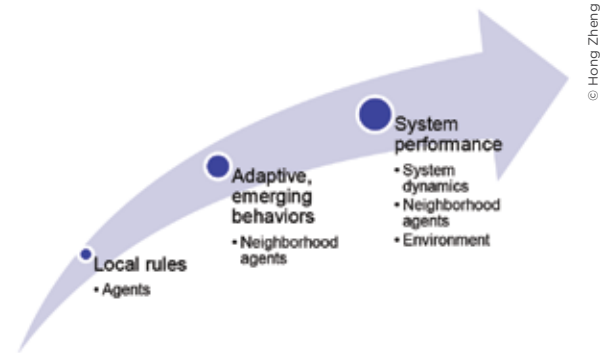 © Hong Zheng
System
performance
• System
dynamics
• Neighborhood
agents
• Environment
Adaptive,
emerging
behaviors
• Neighborhood
agents
Local rules
• Agents